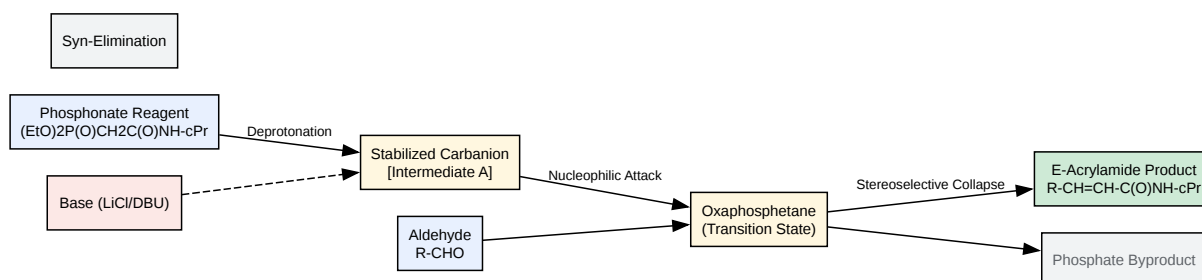 Syn-Elimination
Phosphonate Reagent
(EtO)2P(O)CH2C(O)NH-cPr
Deprotonation
Base (LiCl/DBU)
Stabilized Carbanion
[Intermediate A]
Nucleophilic Attack
Aldehyde
R-CHO
Oxaphosphetane
(Transition State)
Stereoselective Collapse
E-Acrylamide Product
R-CH=CH-C(O)NH-cPr
Phosphate Byproduct